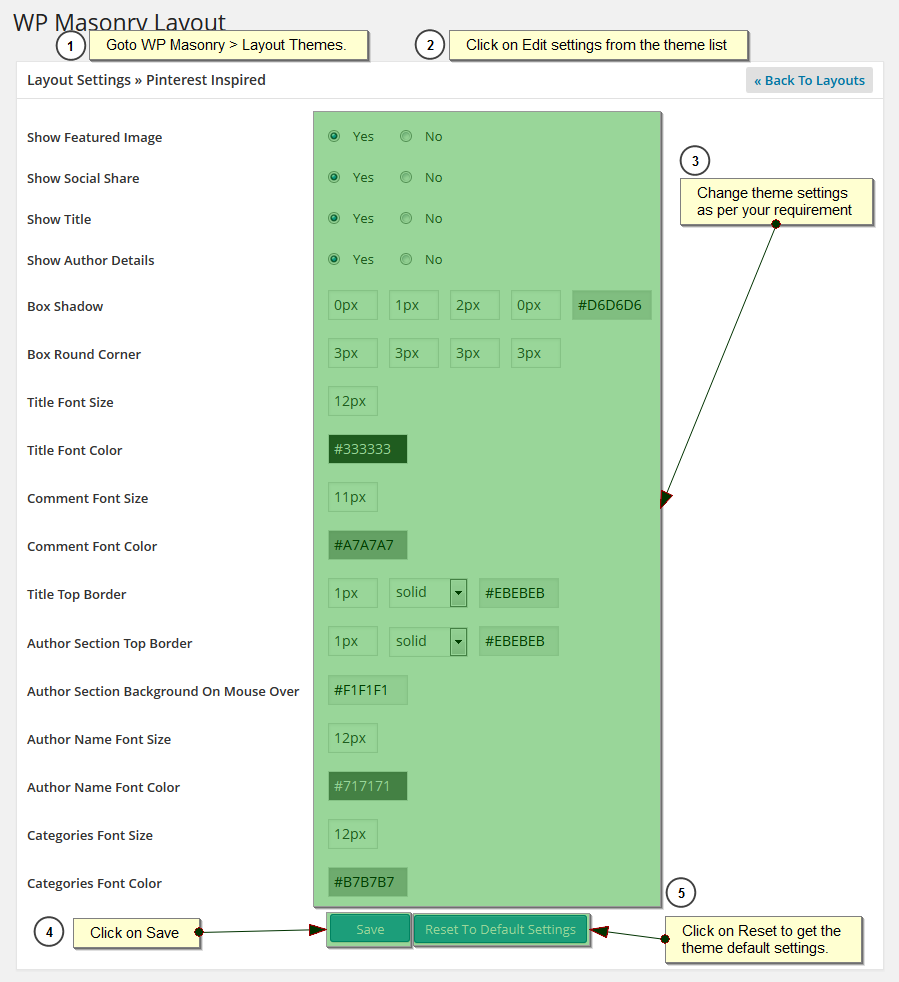 WP Masonry Layout
1 Goto WP Masonry > Layout Themes. 2 Click on Edit settings from the theme list
Layout Settings » Pinterest Inspired « Back To Layouts
Show Featured Image Yes No
3
Show Social Share Yes No
Change theme settings
as per your requirement
Show Title Yes No
Show Author Details Yes No
Box Shadow 0px 1px 2px 0px #D6D6D6
Box Round Corner 3px 3px 3px 3px
Title Font Size 12px
Title Font Color #333333
Comment Font Size 11px
Comment Font Color #A7A7A7
Title Top Border 1px solid #EBEBEB
Author Section Top Border 1px solid #EBEBEB
Author Section Background On Mouse Over #F1F1F1
Author Name Font Size 12px
Author Name Font Color #717171
Categories Font Size 12px
Categories Font Color #B7B7B7
4 Click on Save Save Reset To Default Settings
5
Click on Reset to get the
theme default settings.